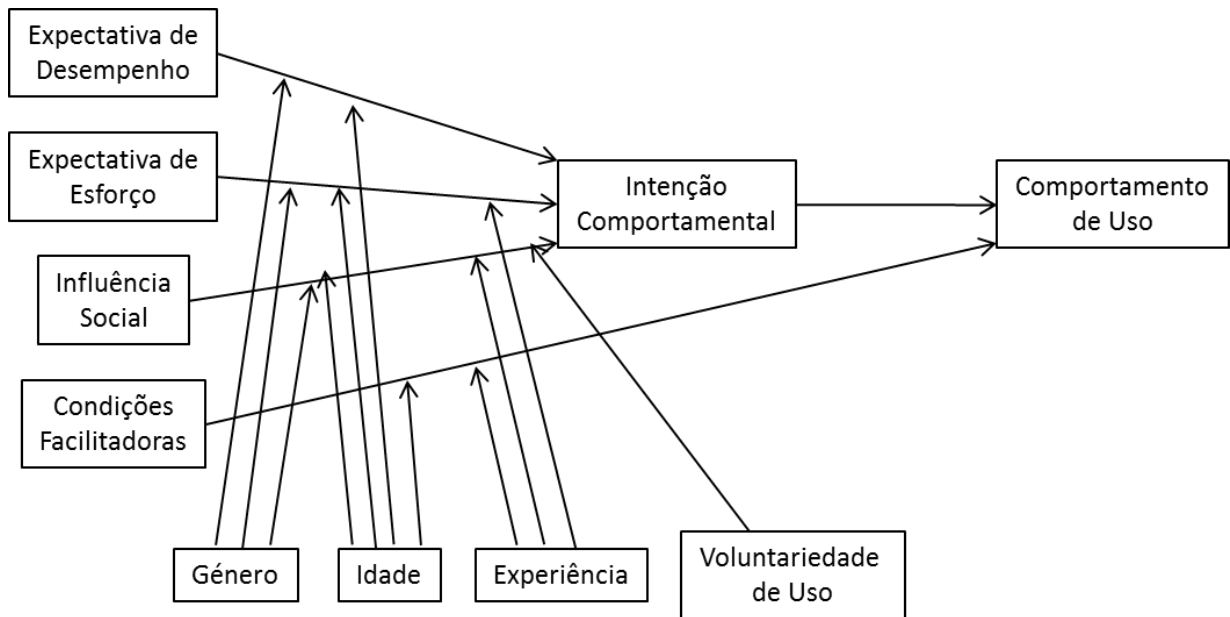 Expectativa de
Desempenho
Expectativa de
Esforço
Influência
Social
Condições
Facilitadoras
Intenção
Comportamental
Comportamento
de Uso
Género
Idade
Experiência
Voluntariedade
de Uso